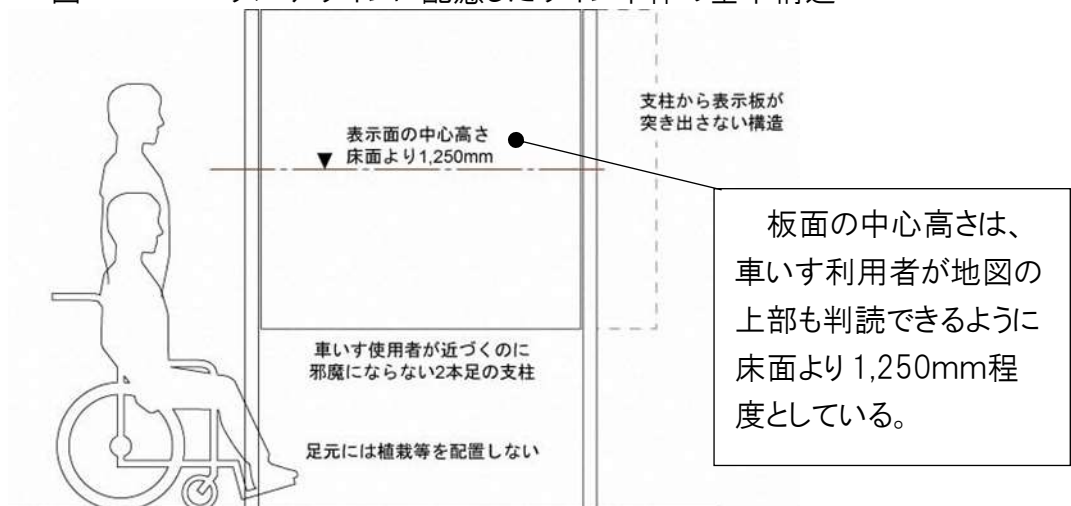 支柱から表示板が
突き出さない構造
表示面の中心高さ
床面より1,250mm
板面の中心高さは、
車いす利用者が地図の
上部も判読できるように
床面より1,250mm程
度としている。
車いす使用者が近づくのに
邪魔にならない2本足の支柱
足元には植栽等を配置しない